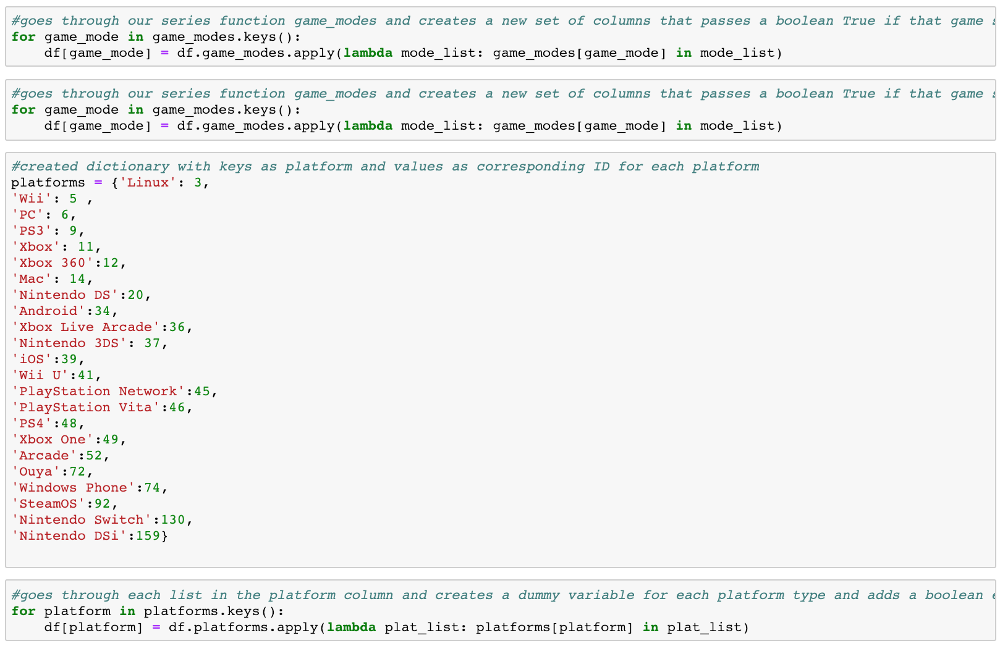 #goes through our series function game_modes and creates a new set of columns that passes a boolean True if that game
for game_mode in game_modes.keys():
    df[game_mode] = df.game_modes.apply(lambda mode_list: game_modes[game_mode] in mode_list)
#goes through our series function game_modes and creates a new set of columns that passes a boolean True if that game
for game_mode in game_modes.keys():
    df[game_mode] = df.game_modes.apply(lambda mode_list: game_modes[game_mode] in mode_list)
#created dictionary with keys as platform and values as corresponding ID for each platform
platforms = {'Linux': 3,
'Wii': 5 ,
'PC': 6,
'PS3': 9,
'Xbox': 11,
'Xbox 360':12,
'Mac': 14,
'Nintendo DS':20,
'Android':34,
'Xbox Live Arcade':36,
'Nintendo 3DS': 37,
'iOS':39,
'Wii U':41,
'PlayStation Network':45,
'PlayStation Vita':46,
'PS4':48,
'Xbox One':49,
'Arcade':52,
'Ouya':72,
'Windows Phone':74,
'SteamOS':92,
'Nintendo Switch':130,
'Nintendo DSi':159}
#goes through each list in the platform column and creates a dummy variable for each platform type and adds a boolean
for platform in platforms.keys():
    df[platform] = df.platforms.apply(lambda plat_list: platforms[platform] in plat_list)